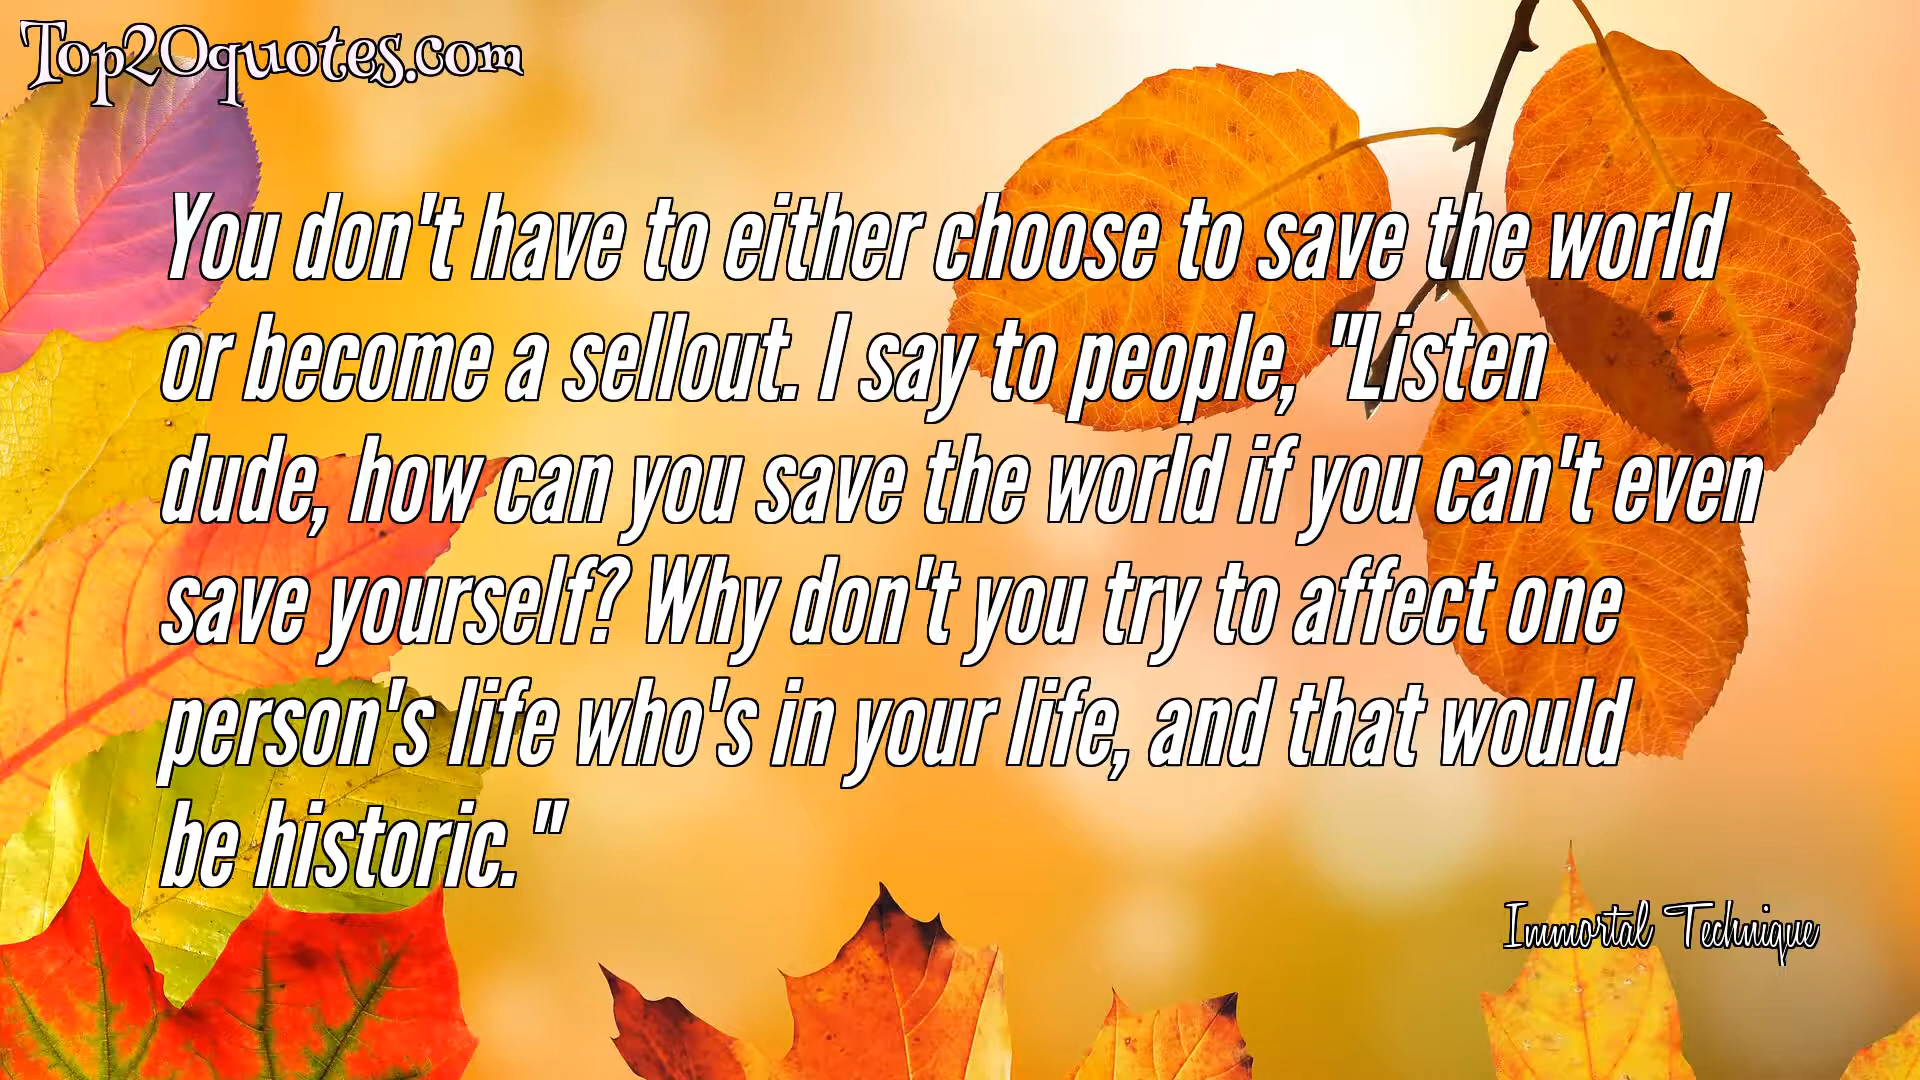 Top20quotes.com
You don't have to either choose to save the world
or become a sellout. I say to people, "Listen
dude, how can you save the world if you can't even
save yourself? Why don't you try to affect one
person's life who's in your life, and that would
be historic."
Immortal Technique